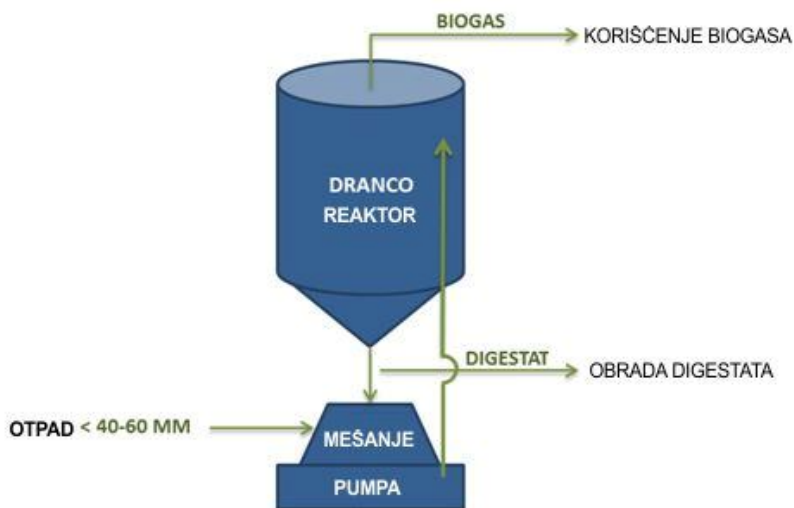 BIOGAS
KORIŠĆENJE BIOGASA
DRANCO
REAKTOR
DIGESTAT
OBRADA DIGESTATA
OTPAD < 40-60 MM
MEŠANJE
PUMPA